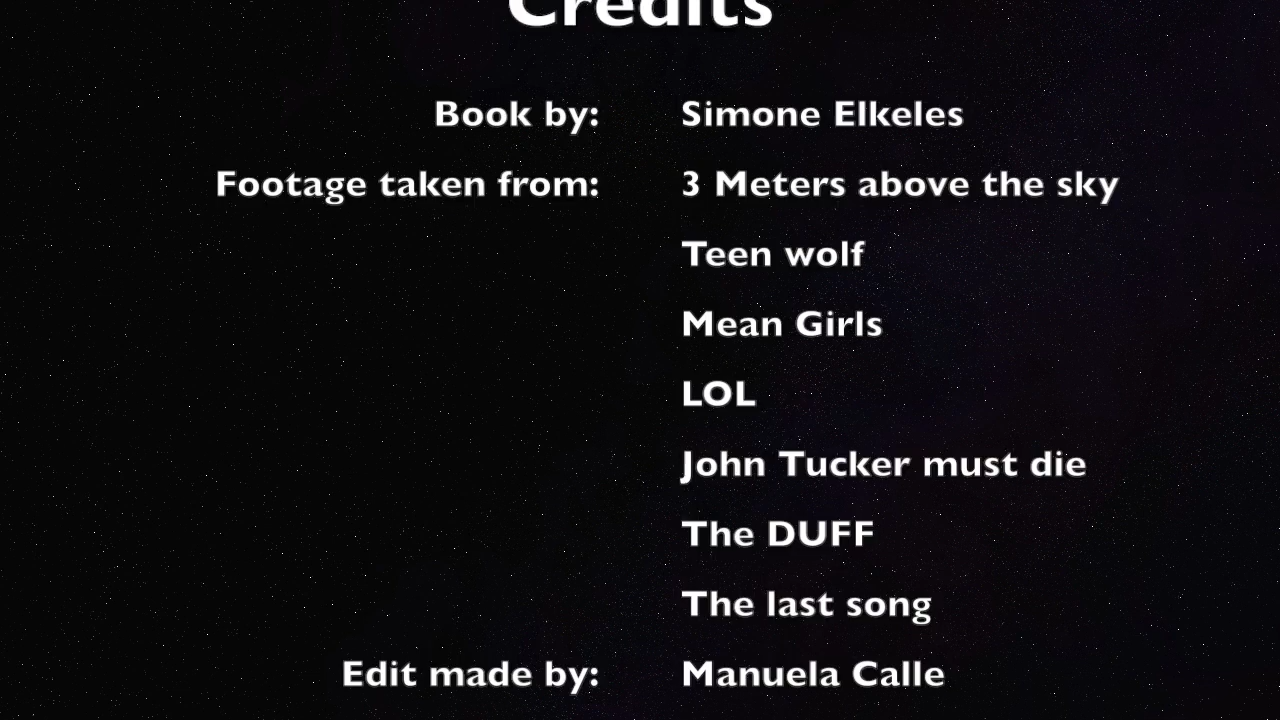 Credits
Book by: Simone Elkeles
Footage taken from: 3 Meters above the sky
Teen wolf
Mean Girls
LOL
John Tucker must die
The DUFF
The last song
Edit made by: Manuela Calle